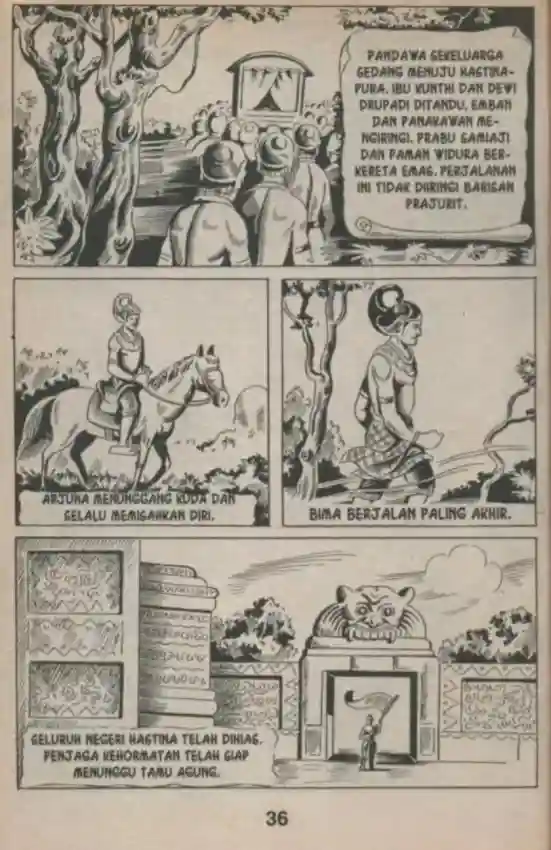 PANDAWA SEKELUARGA
SEDANG MENUJU HASTINA-
PURA. IBU KUNTHI DAN DEWI
DRUPADI DITANDU, EMBAN
DAN PANAKAWAN ME-
NGIRINGI. PRABU SAMIAJI
DAN PAMAN WIDURA BER-
KERETA EMAS. PERJALANAN
INI TIDAK DIIRINGI BARISAN
PRAJURIT.
ARJUNA MENUNGGANG KUDA DAN
SELALU MEMISAHKAN DIRI.
BIMA BERJALAN PALING AKHIR.
SELURUH NEGERI HASTINA TELAH DIHIAS.
PENJAGA KEHORMATAN TELAH SIAP
MENUNGGU TAMU AGUNG.
36